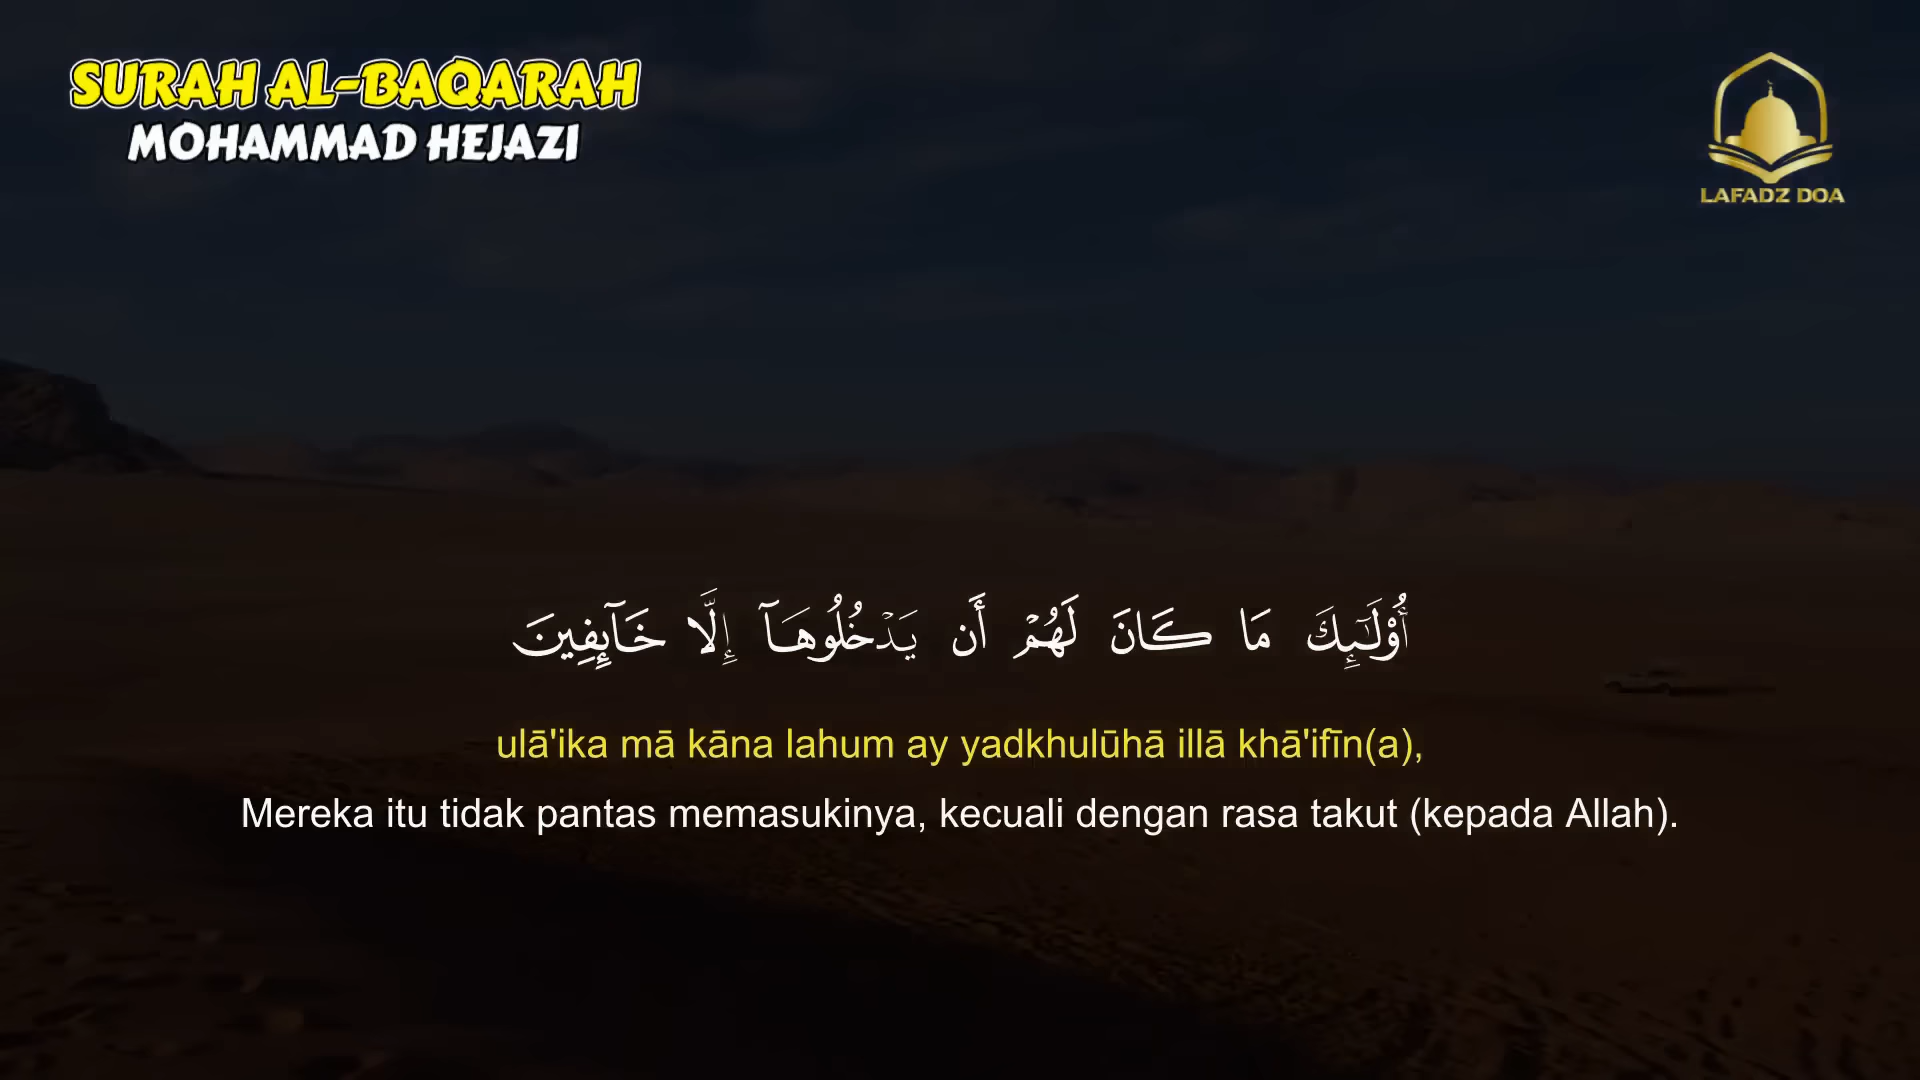 SURAH AL-BAQARAH
MOHAMMAD HEJAZI
LAFADZ DOA
أُوْلَٰٓئِكَ مَا كَانَ لَهُمۡ أَن يَدۡخُلُوهَآ إِلَّا خَآئِفِينَ
ulā'ika mā kāna lahum ay yadkhulūhā illā khā'ifīn(a),
Mereka itu tidak pantas memasukinya, kecuali dengan rasa takut (kepada Allah).